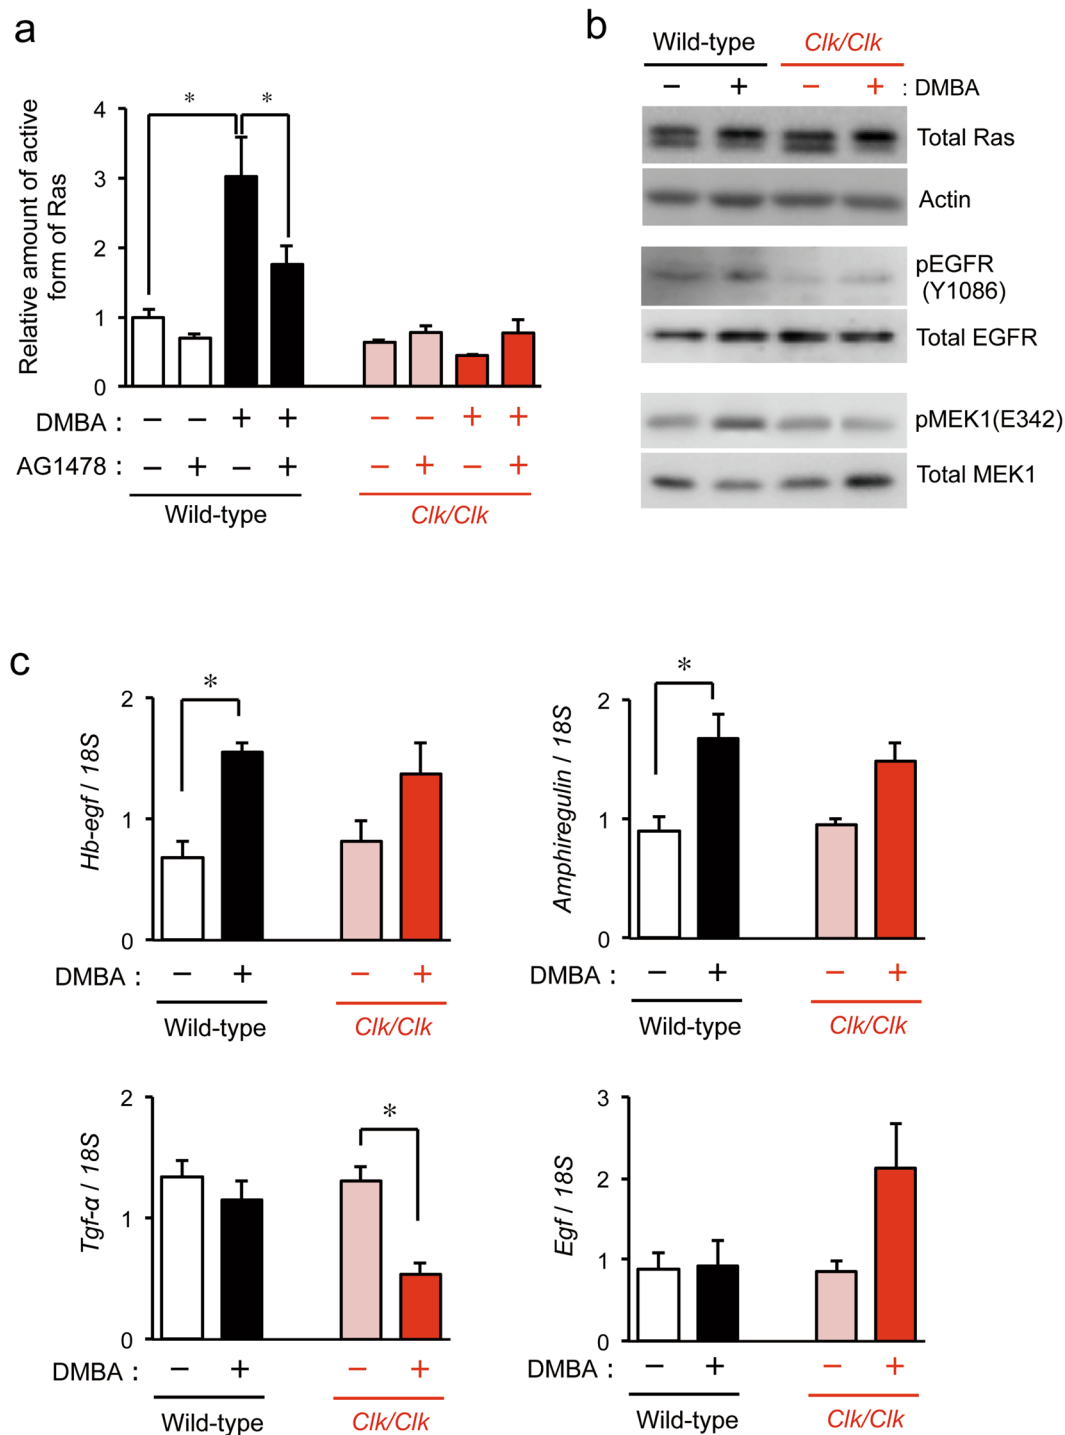 a
Relative amount of active
form of Ras
4
3
2
1
0
* *
DMBA : − − + + − − + +
AG1478 : − + − + − + − +
Wild-type Clk/Clk
b
Wild-type Clk/Clk
− + − + : DMBA
Total Ras
Actin
pEGFR
(Y1086)
Total EGFR
pMEK1(E342)
Total MEK1
c
Hb-egf / 18S
2
1
0
*
DMBA : − + − +
Wild-type Clk/Clk
Amphiregulin / 18S
2
1
0
*
DMBA : − + − +
Wild-type Clk/Clk
Tgf-α / 18S
2
1
0
*
DMBA : − + − +
Wild-type Clk/Clk
Egf / 18S
3
2
1
0
DMBA : − + − +
Wild-type Clk/Clk